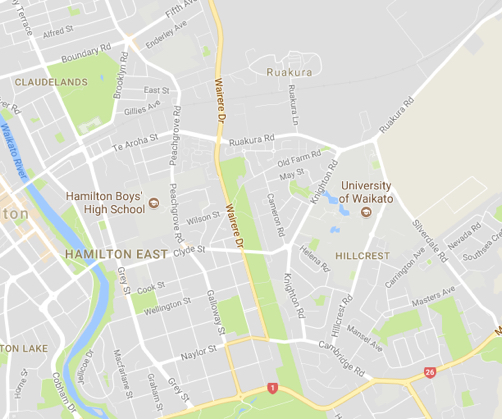 Terrace
Alfred St
Fifth Ave
Enderley Ave
Boundary Rd
CLAUDELANDS
Brooklyn Rd
Ruakura
Wairere Dr
Ruakura Ln
East St
Gillies Ave
Peachgrove Rd
Ruakura Rd
Te Aroha St
Ruakura Rd
Waikato River
Old Farm Rd
May St
Knighton Rd
University
of Waikato
Hamilton Boys'
High School
Peachgrove Rd
Wilson St
Wairere Dr
Cameron Rd
Silverdale Rd
Nevada Rd
HAMILTON EAST
Clyde St
Helena Rd
HILLCREST
Carrington Ave
Grey St
Cook St
Wellington St
Galloway St
Knighton Rd
Hillcrest Rd
Masters Ave
Mansel Ave
TON LAKE
Naylor St
Cambridge Rd
Jellicoe Dr
Macfarlane St
Graham St
Grey St
Home St
Cobham Dr
1
26